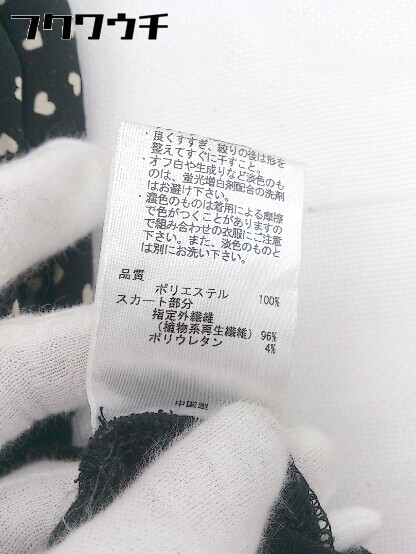 フクワウチ
・良くすすぎ、絞りの後は形を
整えてすぐに干すこと。
・オフ白や生成りなど淡色のも
のは、蛍光増白剤配合の洗剤
はお避け下さい。
・濃色のものは着用による摩擦
で色がつくことがありますの
で組み合わせの衣服にご注意
下さい。また、淡色のものと
は別にお洗い下さい。
品質
ポリエステル 100%
スカート部分
指定外繊維
(植物系再生繊維) 96%
ポリウレタン 4%
中国製